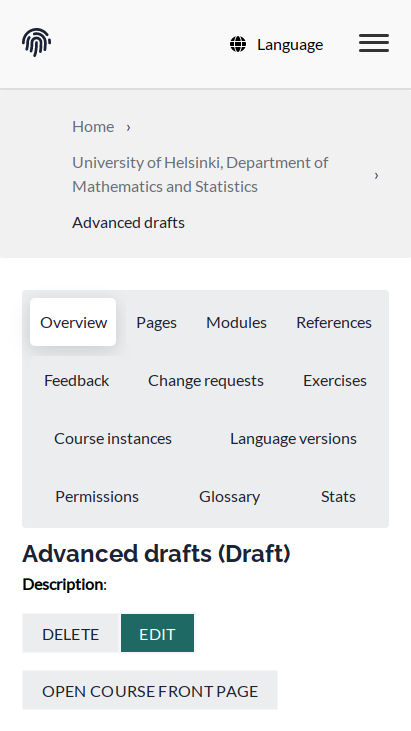 Language
Home ›
University of Helsinki, Department of
Mathematics and Statistics ›
Advanced drafts
Overview Pages Modules References
Feedback Change requests Exercises
Course instances Language versions
Permissions Glossary Stats
Advanced drafts (Draft)
Description:
DELETE EDIT
OPEN COURSE FRONT PAGE